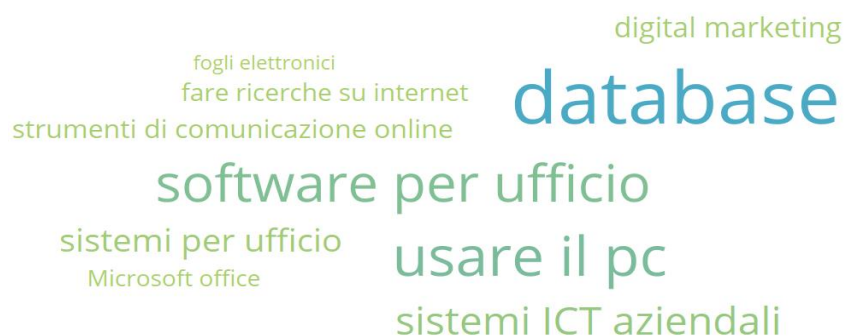 digital marketing
fogli elettronici
database
fare ricerche su internet
strumenti di comunicazione online
software per ufficio
sistemi per ufficio
usare il pc
Microsoft office
sistemi ICT aziendali